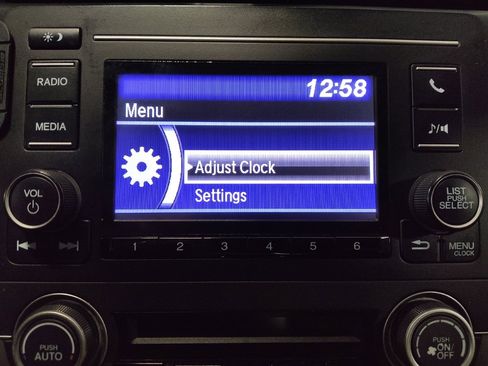 12:58
RADIO
Menu
MEDIA
Adjust Clock
VOL
LIST
PUSH
SELECT
Settings
1 2 3 4 5 6
MENU
CLOCK
PUSH
AUTO
PUSH
ON/
OFF